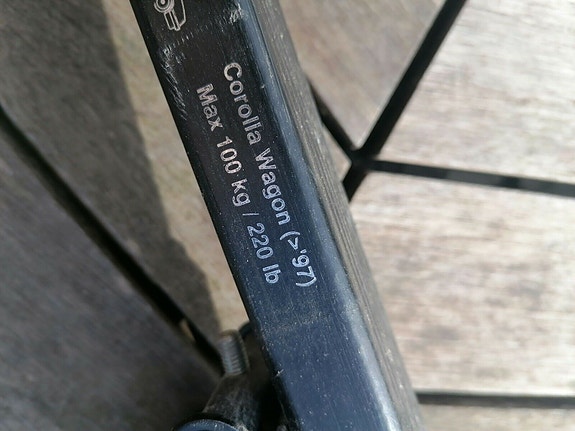 Corolla Wagon (>'97)
Max 100 kg / 220 lb